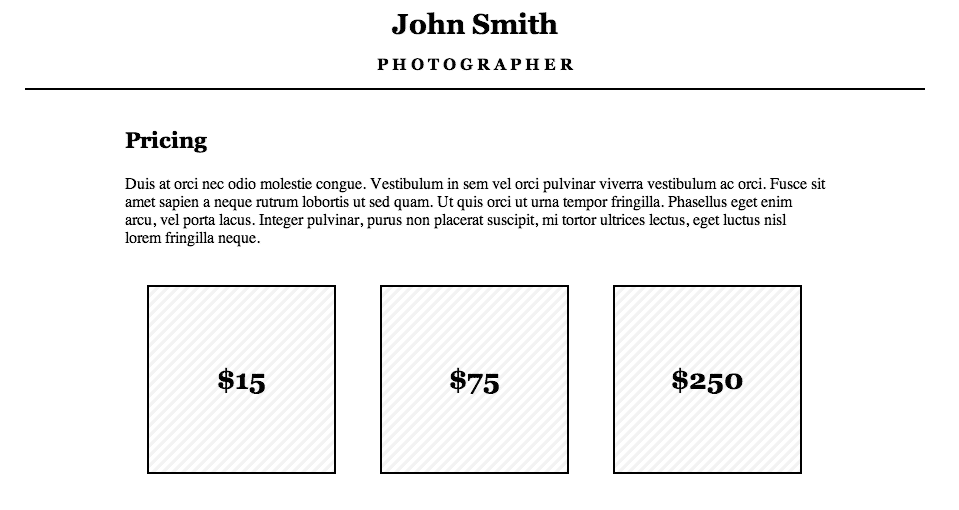 John Smith
PHOTOGRAPHER
Pricing
Duis at orci nec odio molestie congue. Vestibulum in sem vel orci pulvinar viverra vestibulum ac orci. Fusce sit
amet sapien a neque rutrum lobortis ut sed quam. Ut quis orci ut urna tempor fringilla. Phasellus eget enim
arcu, vel porta lacus. Integer pulvinar, purus non placerat suscipit, mi tortor ultrices lectus, eget luctus nisl
lorem fringilla neque.
$15
$75
$250